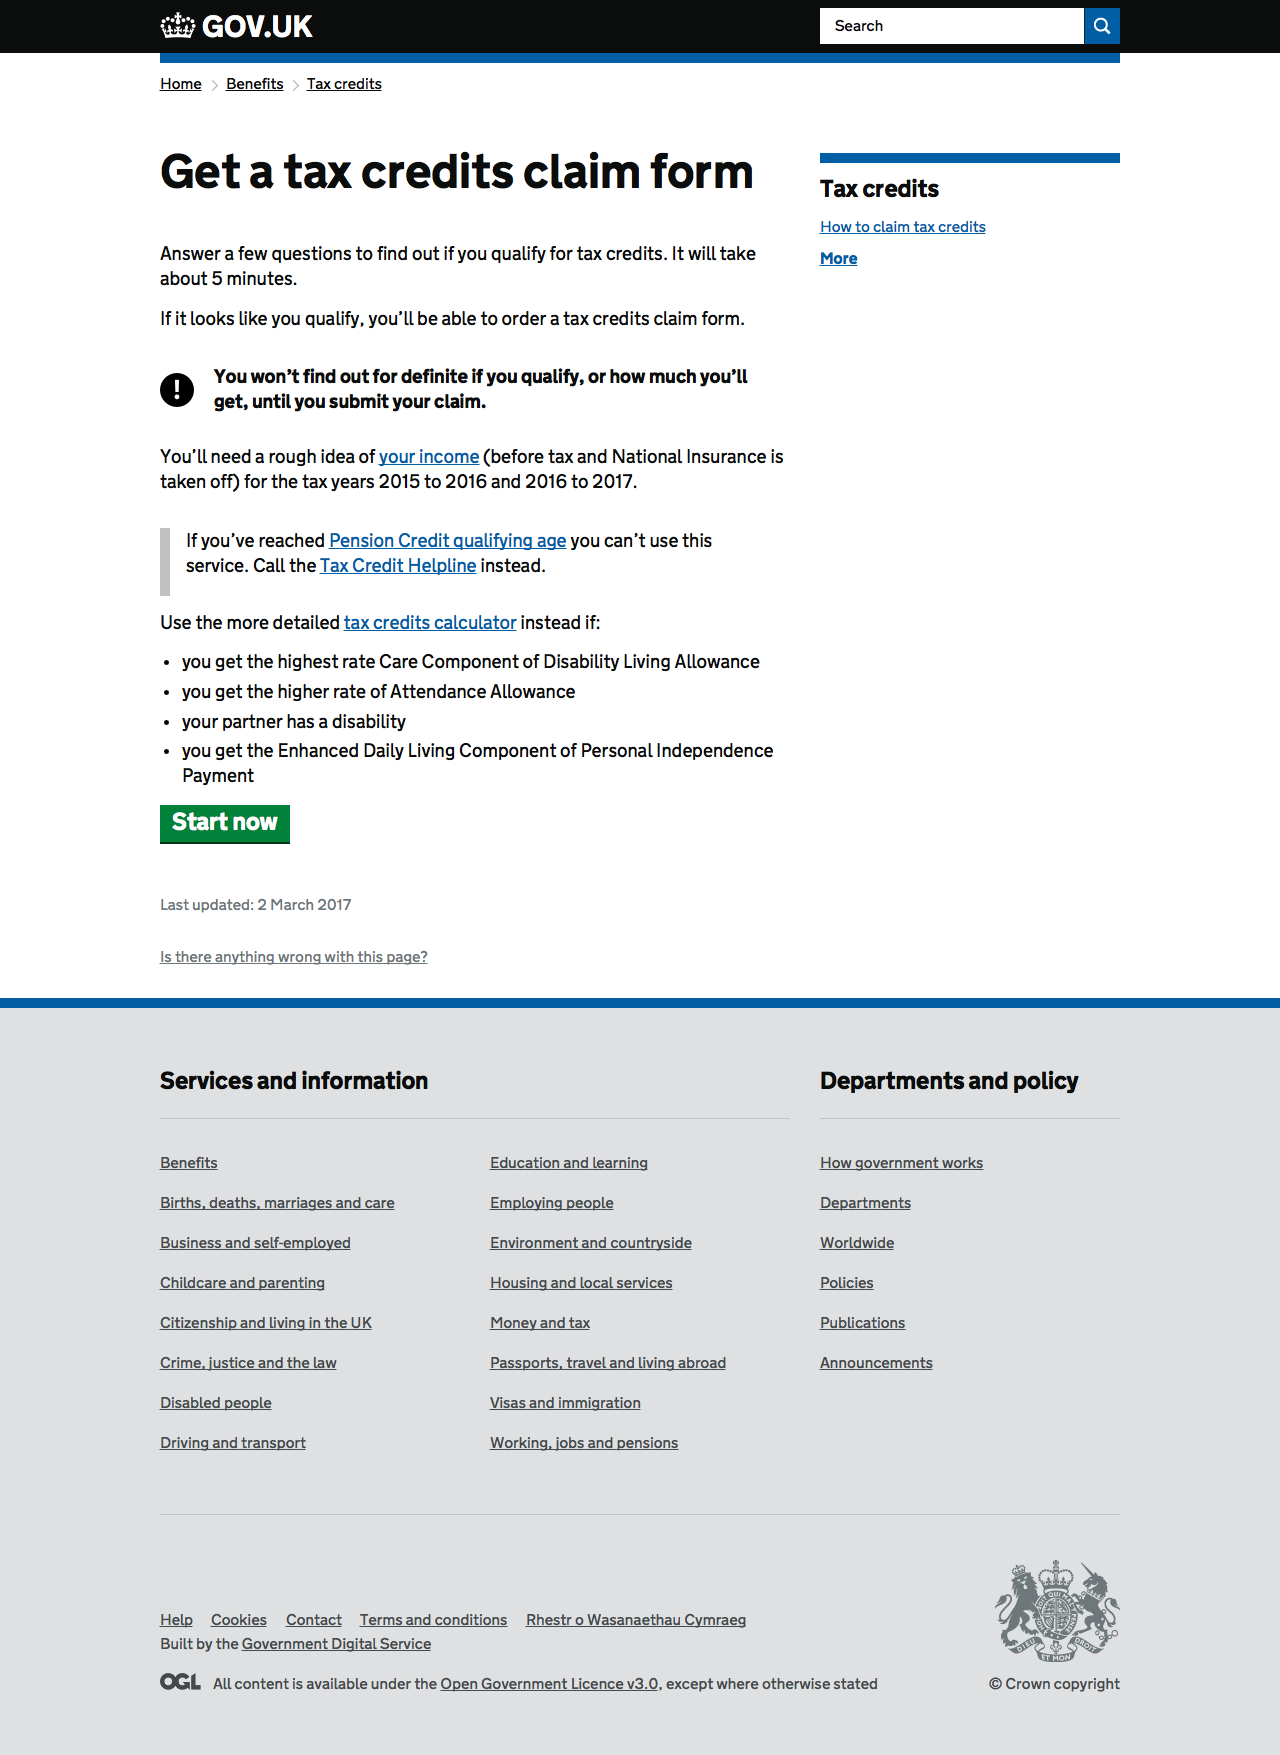 GOV.UK
Search
Home
Benefits
Tax credits
Get a tax credits claim form
Answer a few questions to find out if you qualify for tax credits. It will take
about 5 minutes.
If it looks like you qualify, you’ll be able to order a tax credits claim form.
!
You won’t find out for definite if you qualify, or how much you’ll
get, until you submit your claim.
You’ll need a rough idea of your income (before tax and National Insurance is
taken off) for the tax years 2015 to 2016 and 2016 to 2017.
If you’ve reached Pension Credit qualifying age you can’t use this
service. Call the Tax Credit Helpline instead.
Use the more detailed tax credits calculator instead if:
• you get the highest rate Care Component of Disability Living Allowance
• you get the higher rate of Attendance Allowance
• your partner has a disability
• you get the Enhanced Daily Living Component of Personal Independence
Payment
Start now
Last updated: 2 March 2017
Is there anything wrong with this page?
Tax credits
How to claim tax credits
More
Services and information
Benefits
Births, deaths, marriages and care
Business and self-employed
Childcare and parenting
Citizenship and living in the UK
Crime, justice and the law
Disabled people
Driving and transport
Education and learning
Employing people
Environment and countryside
Housing and local services
Money and tax
Passports, travel and living abroad
Visas and immigration
Working, jobs and pensions
Departments and policy
How government works
Departments
Worldwide
Policies
Publications
Announcements
Help
Cookies
Contact
Terms and conditions
Rhestr o Wasanaethau Cymraeg
Built by the Government Digital Service
OGL
All content is available under the Open Government Licence v3.0, except where otherwise stated
DIEU ET MON DROIT
© Crown copyright